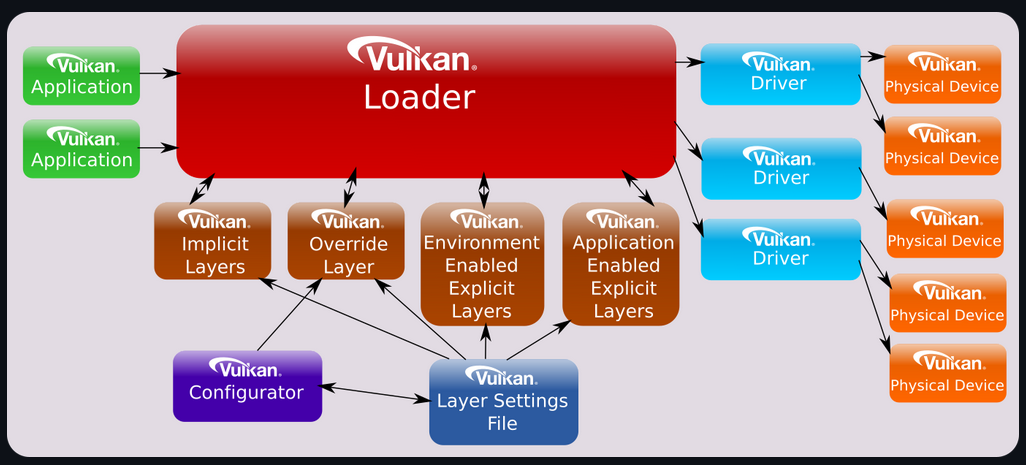 Vulkan®
Application
Vulkan®
Application
Vulkan®
Loader
Vulkan®
Driver
Vulkan®
Driver
Vulkan®
Driver
Vulkan®
Physical Device
Vulkan®
Physical Device
Vulkan®
Physical Device
Vulkan®
Physical Device
Vulkan®
Physical Device
Vulkan®
Implicit
Layers
Vulkan®
Override
Layer
Vulkan®
Environment
Enabled
Explicit
Layers
Vulkan®
Application
Enabled
Explicit
Layers
Vulkan®
Configurator
Vulkan®
Layer Settings
File